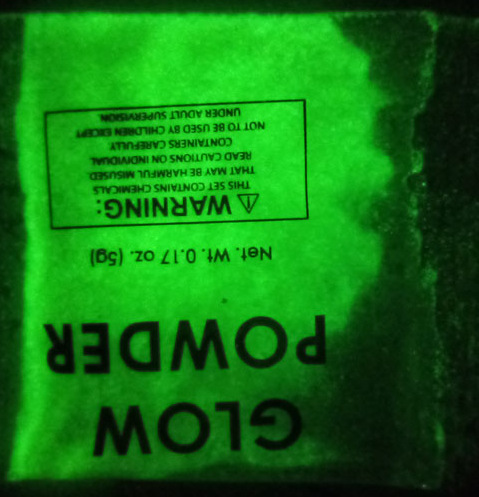 GLOW
POWDER
Net. Wt. 0.17 oz. (5g)
⚠ WARNING:
THIS SET CONTAINS CHEMICALS
THAT MAY BE HARMFUL IF MISUSED.
READ CAUTIONS ON INDIVIDUAL
CONTAINERS CAREFULLY.
NOT TO BE USED BY CHILDREN EXCEPT
UNDER ADULT SUPERVISION.